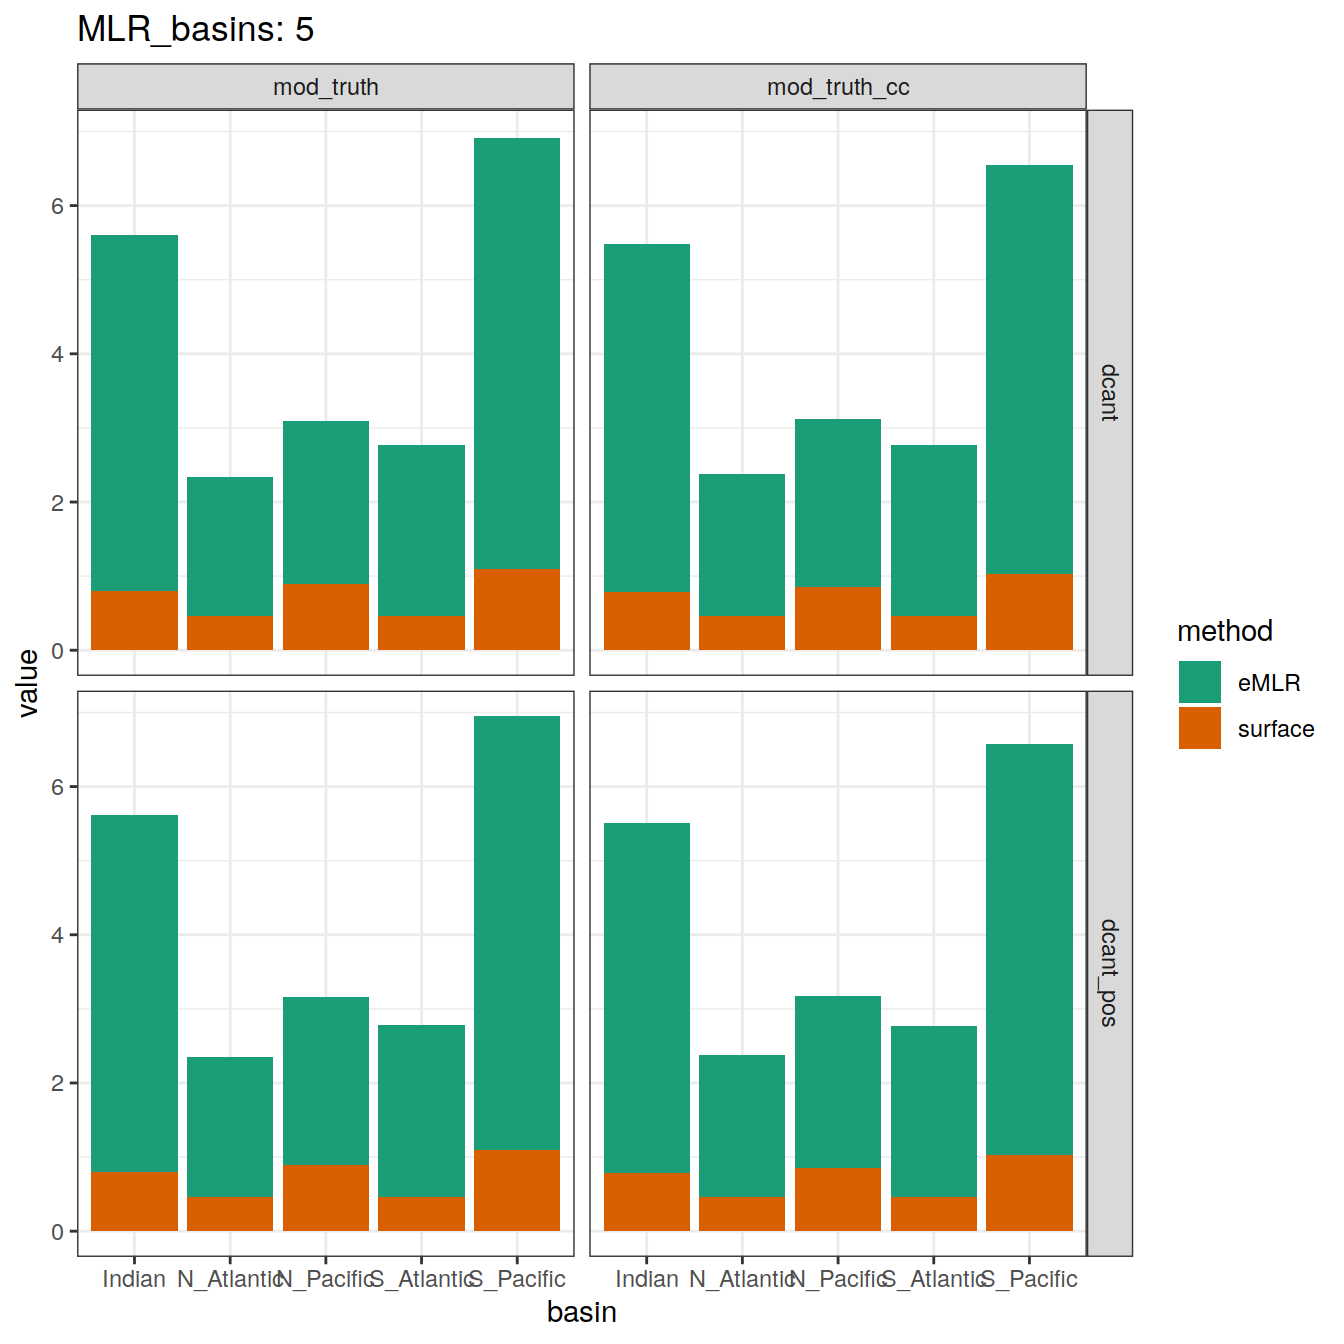 MLR_basins: 5
mod_truth
mod_truth_cc
6
4
2
0
dcant
6
4
2
0
dcant_pos
value
Indian N_Atlantic N_Pacific S_Atlantic S_Pacific
Indian N_Atlantic N_Pacific S_Atlantic S_Pacific
basin
method
eMLR
surface